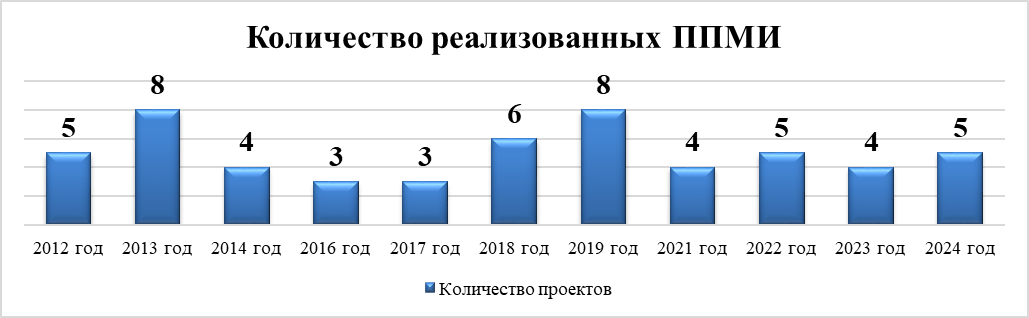 Количество реализованных ППМИ
5 8 4 3 3 6 8 4 5 4 5
2012 год 2013 год 2014 год 2016 год 2017 год 2018 год 2019 год 2021 год 2022 год 2023 год 2024 год
Количество проектов